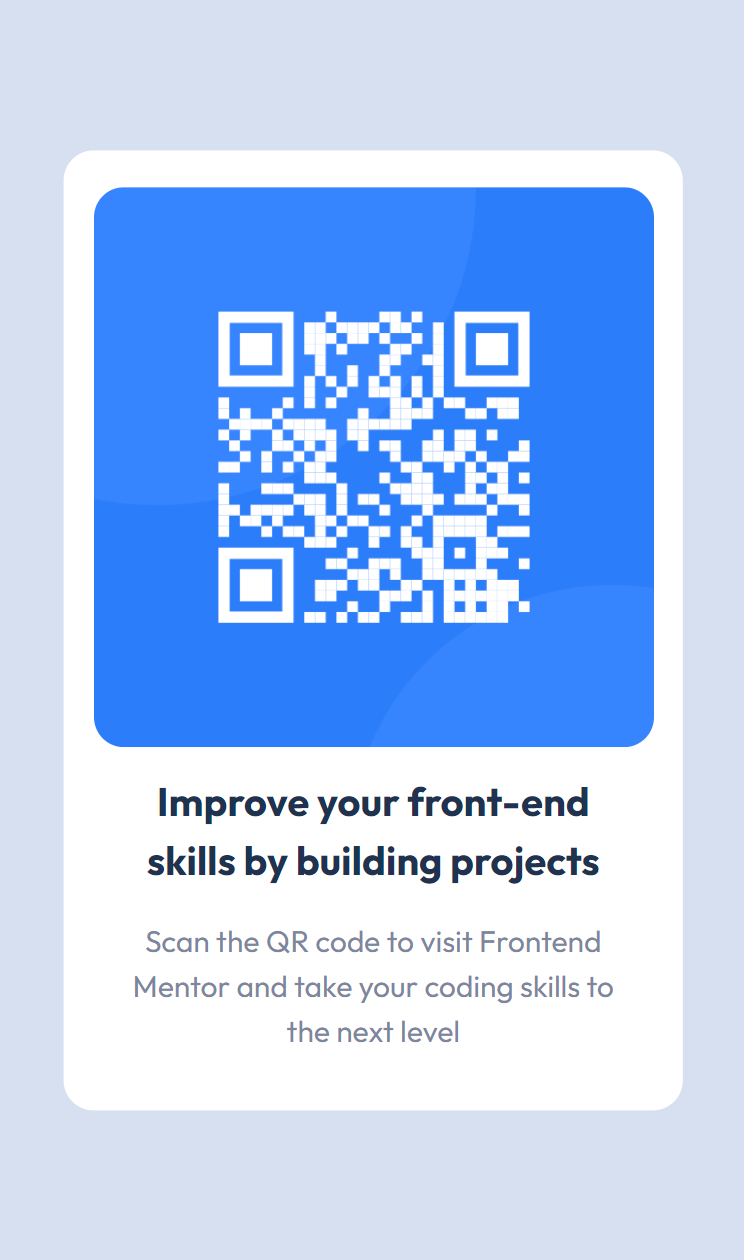 Improve your front-end
skills by building projects
Scan the QR code to visit Frontend
Mentor and take your coding skills to
the next level